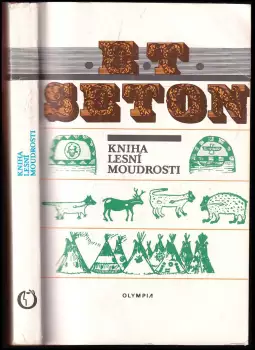 E.T.
SETON
KNIHA
LESNÍ
MOUDROSTI
KNIHA
LESNÍ
MOUDROSTI
OLYMPIA